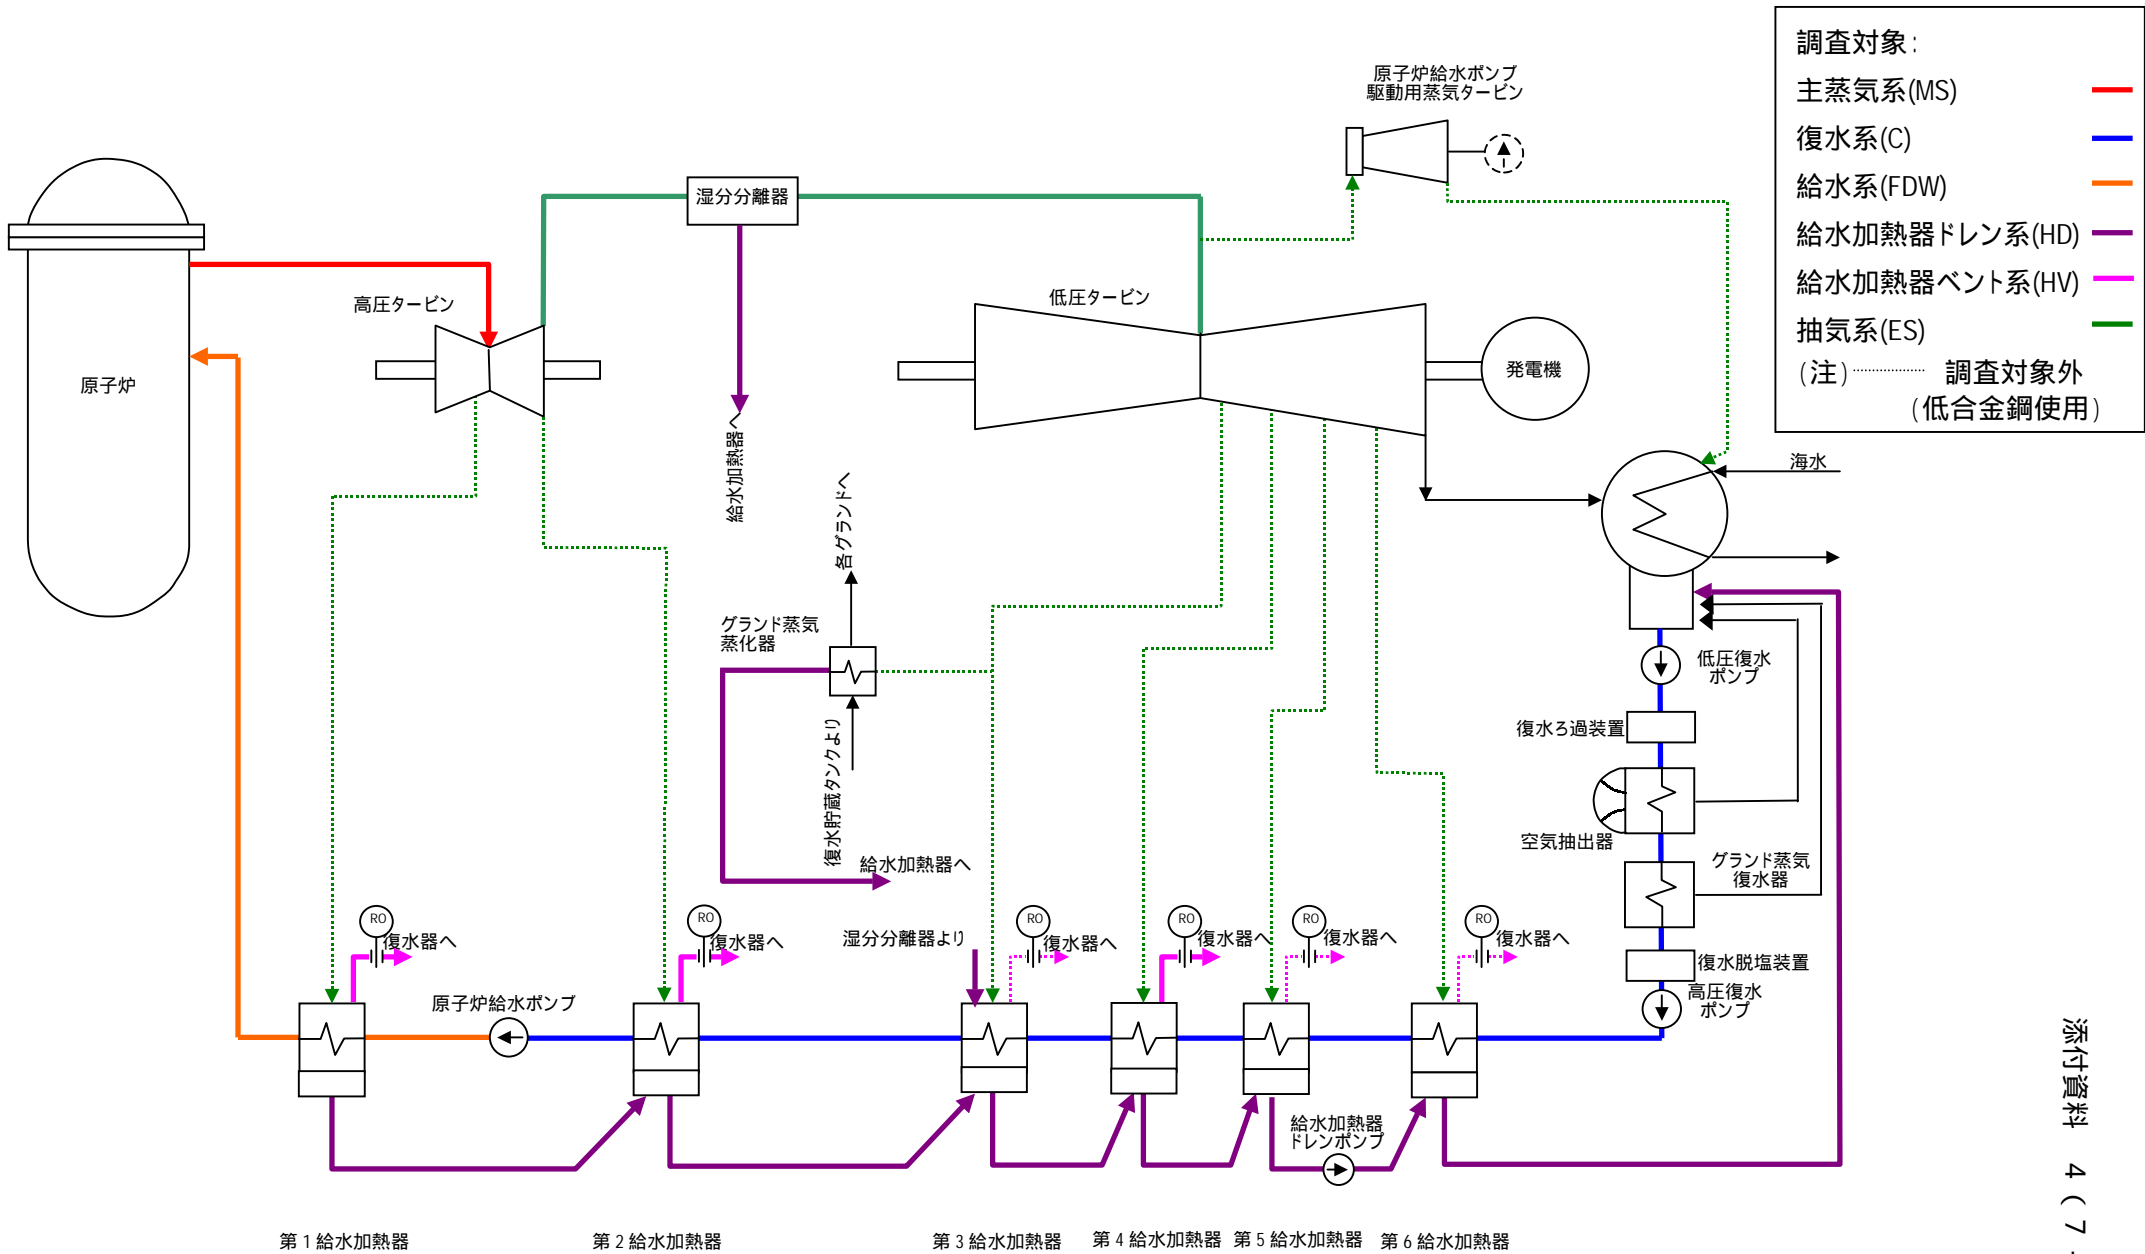 調査対象:
主蒸気系(MS)
復水系(C)
給水系(FDW)
給水加熱器ドレン系(HD)
給水加熱器ベント系(HV)
抽気系(ES)
(注)………………調査対象外
(低合金鋼使用)
原子炉給水ポンプ
駆動用蒸気タービン
湿分分離器
高圧タービン
低圧タービン
原子炉
発電機
給水加熱器へ
海水
各グランドへ
グランド蒸気
蒸化器
復水貯蔵タンクより
給水加熱器へ
低圧復水
ポンプ
復水ろ過装置
空気抽出器
グランド蒸気
復水器
復水脱塩装置
高圧復水
ポンプ
RO
復水器へ
RO
復水器へ
湿分分離器より
RO
復水器へ
RO
復水器へ
RO
復水器へ
RO
復水器へ
原子炉給水ポンプ
給水加熱器
ドレンポンプ
第1給水加熱器
第2給水加熱器
第3給水加熱器
第4給水加熱器
第5給水加熱器
第6給水加熱器
添付資料 4(7